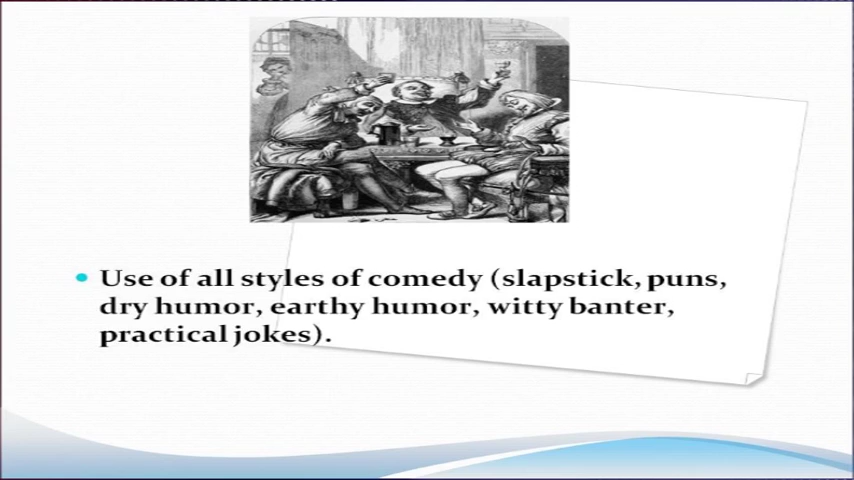 Use of all styles of comedy (slapstick, puns,
dry humor, earthy humor, witty banter,
practical jokes).